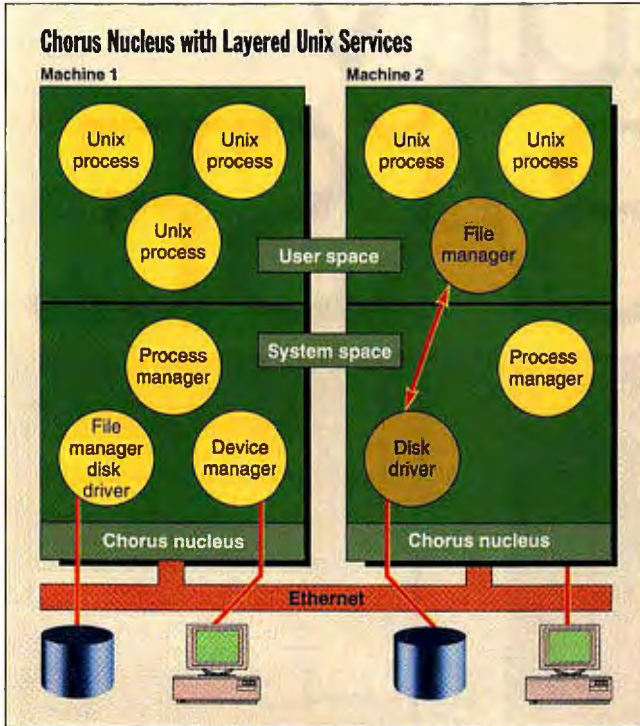 Chorus Nucleus with Layered Unix Services
Machine 1
Unix
process
Unix
process
Unix
process
Process
manager
File
manager
disk
driver
Device
manager
Chorus nucleus
User space
System space
Machine 2
Unix
process
Unix
process
File
manager
Process
manager
Disk
driver
Chorus nucleus
Ethernet